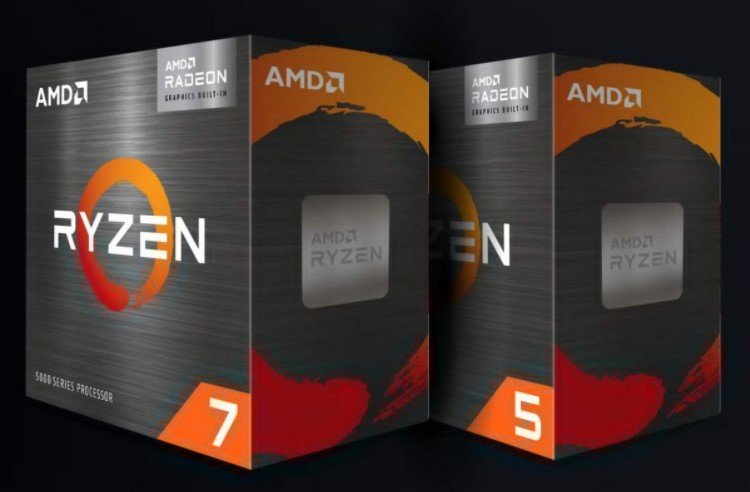 AMD
AMD
RADEON
GRAPHICS BUILT-IN
RYZEN
5000 SERIES PROCESSOR
7
AMD
AMD
RYZEN
AMD
RADEON
GRAPHICS BUILT-IN
ZEN
5
AMD
AMD
RYZEN